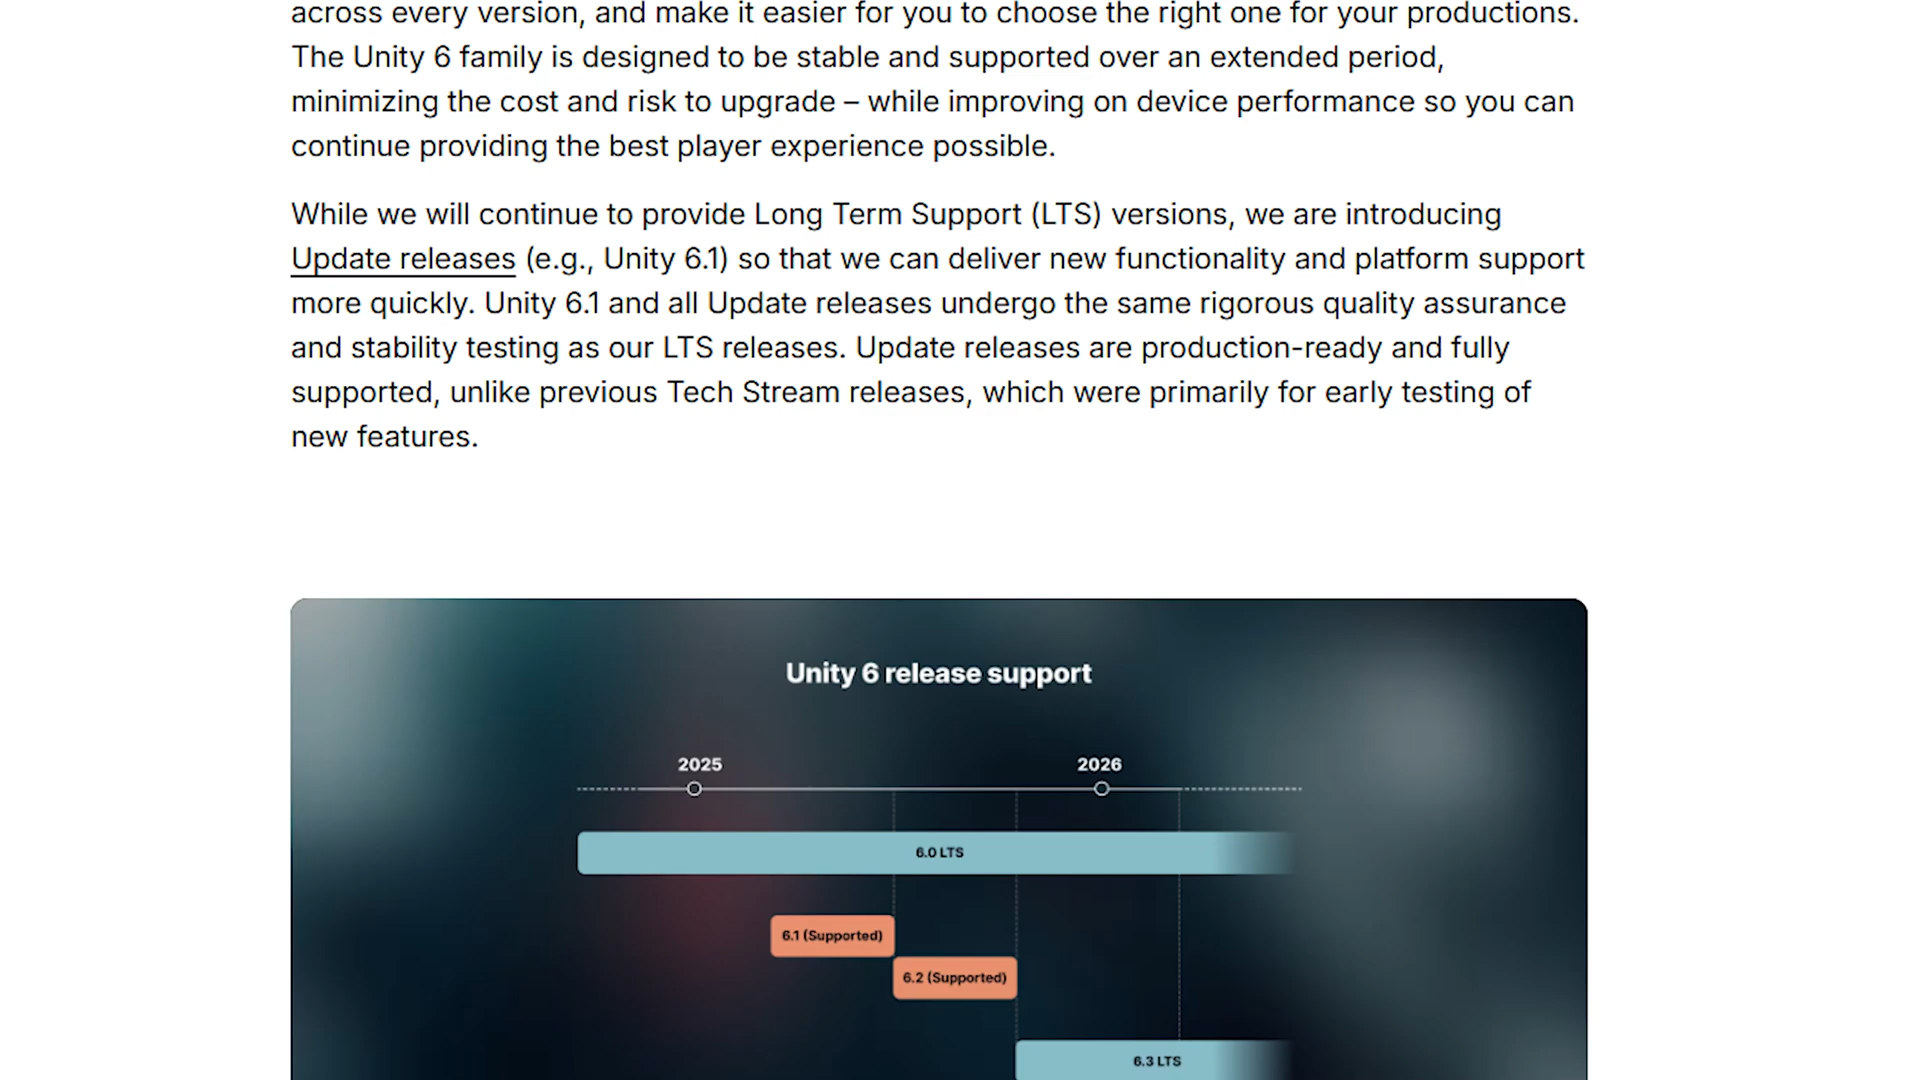 across every version, and make it easier for you to choose the right one for your productions.
The Unity 6 family is designed to be stable and supported over an extended period,
minimizing the cost and risk to upgrade – while improving on device performance so you can
continue providing the best player experience possible.
While we will continue to provide Long Term Support (LTS) versions, we are introducing
Update releases (e.g., Unity 6.1) so that we can deliver new functionality and platform support
more quickly. Unity 6.1 and all Update releases undergo the same rigorous quality assurance
and stability testing as our LTS releases. Update releases are production-ready and fully
supported, unlike previous Tech Stream releases, which were primarily for early testing of
new features.
Unity 6 release support
2025 2026
6.0 LTS
6.1 (Supported)
6.2 (Supported)
6.3 LTS